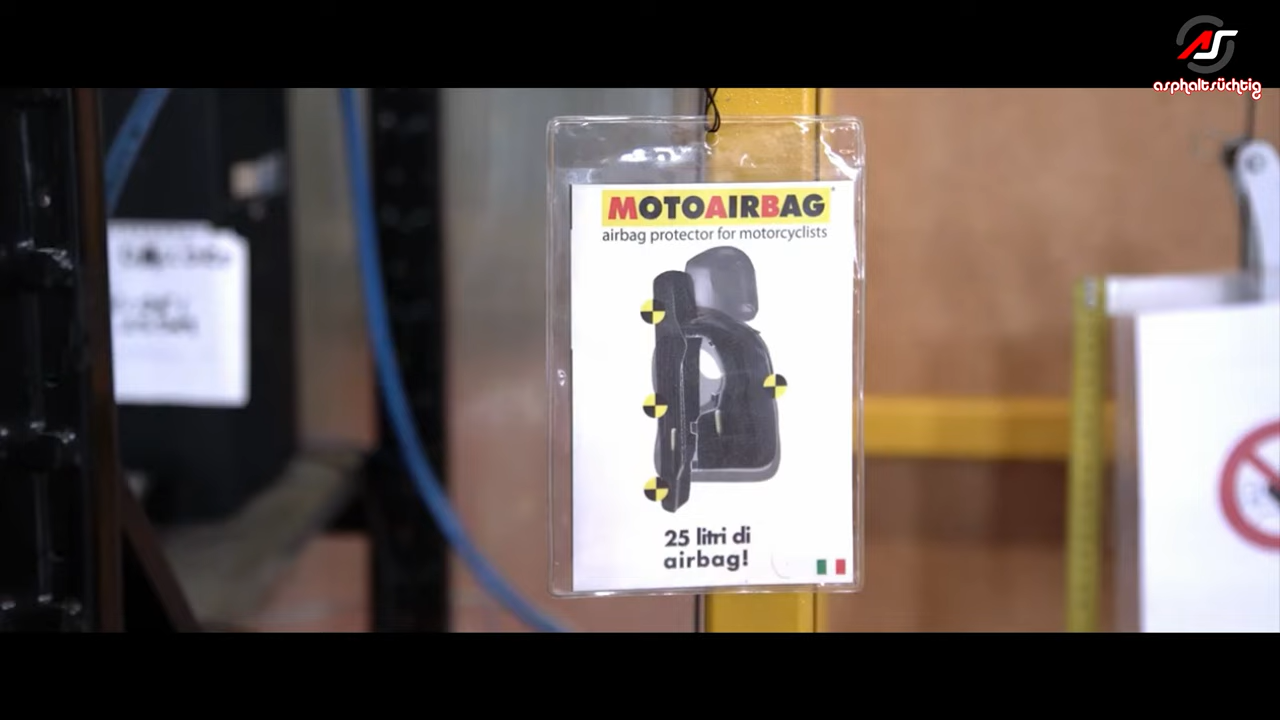 asphaltsüchtig
MOTOAIRBAG
airbag protector for motorcyclists
25 litri di
airbag!